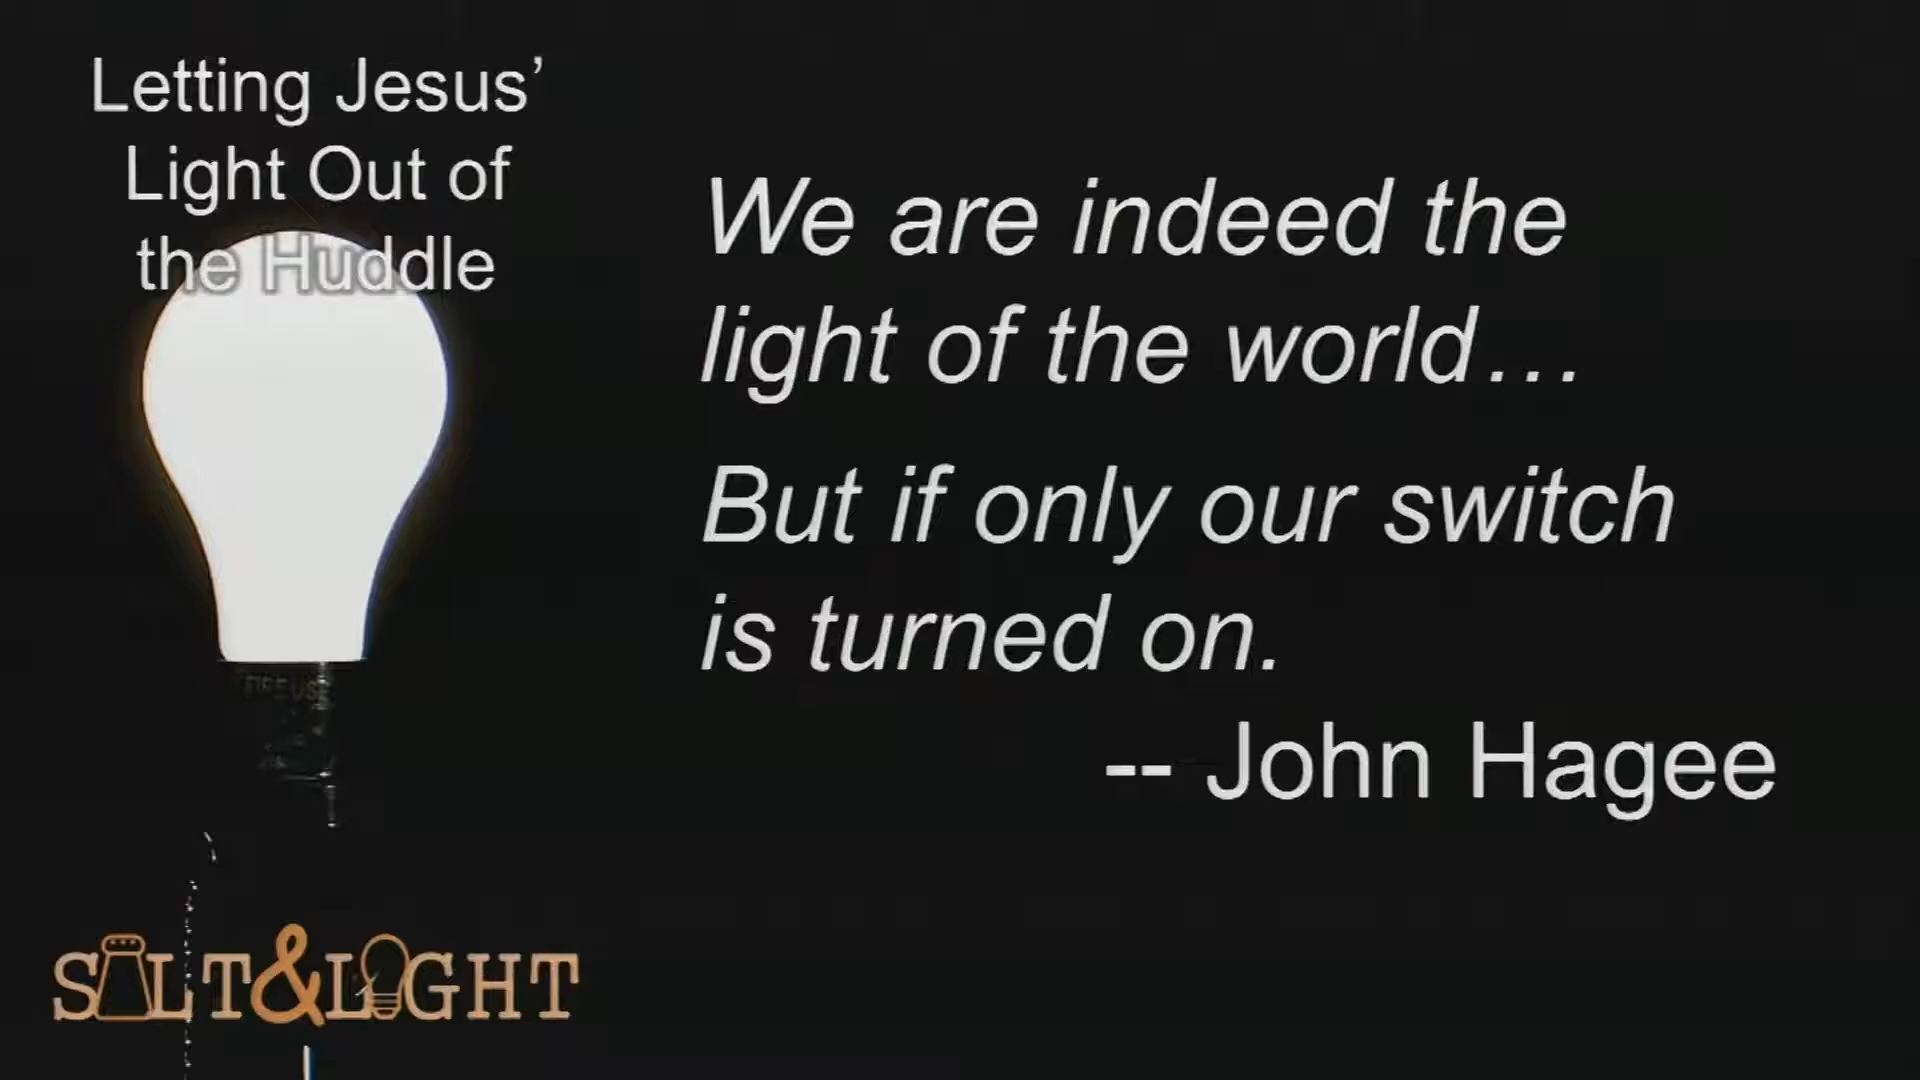 Letting Jesus’
Light Out of
the Huddle
We are indeed the
light of the world…
But if only our switch
is turned on.
-- John Hagee
SALT&LIGHT